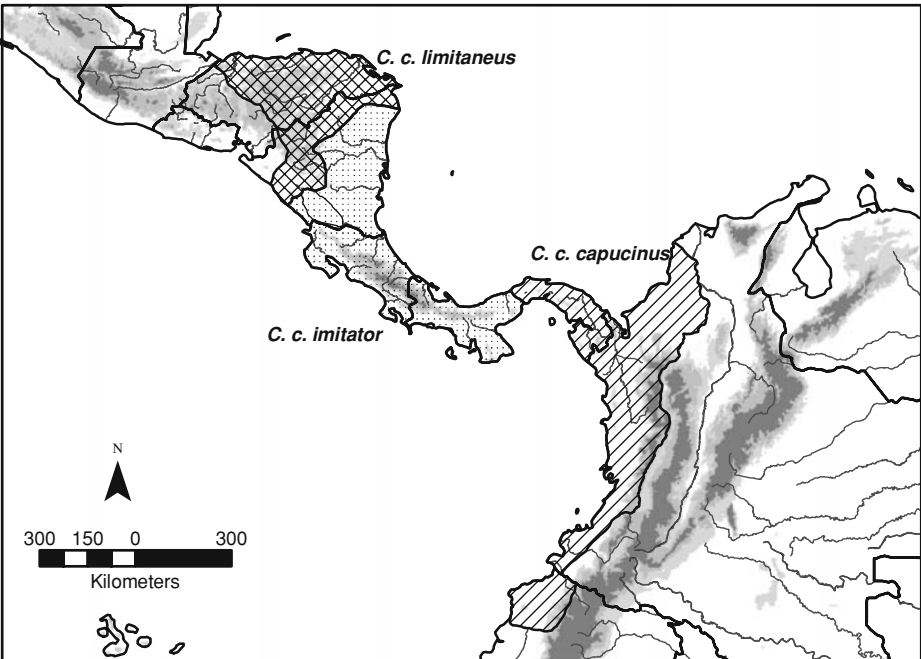 C. c. limitaneus
C. c. capucinus
C. c. imitator
N
300 150 0 300
Kilometers